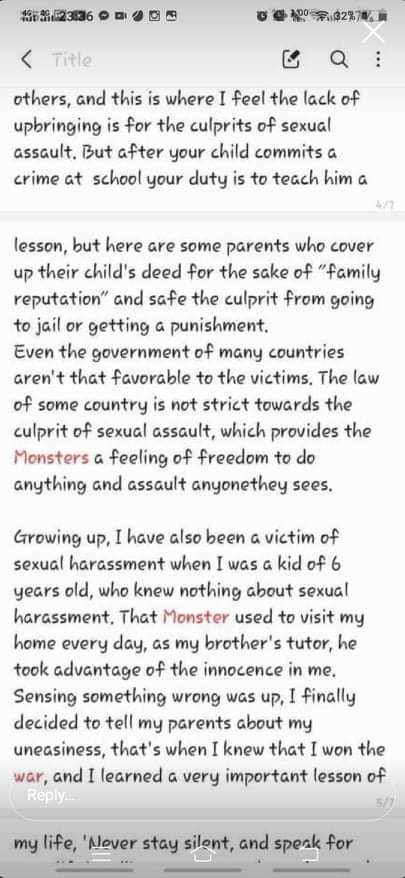 23:36
32%
Title
others, and this is where I feel the lack of
upbringing is for the culprits of sexual
assault. But after your child commits a
crime at school your duty is to teach him a
4/7
lesson, but here are some parents who cover
up their child's deed for the sake of "family
reputation" and safe the culprit from going
to jail or getting a punishment.
Even the government of many countries
aren't that favorable to the victims. The law
of some country is not strict towards the
culprit of sexual assault, which provides the
Monsters a feeling of freedom to do
anything and assault anyonethey sees.
Growing up, I have also been a victim of
sexual harassment when I was a kid of 6
years old, who knew nothing about sexual
harassment. That Monster used to visit my
home every day, as my brother's tutor, he
took advantage of the innocence in me.
Sensing something wrong was up, I finally
decided to tell my parents about my
uneasiness, that's when I knew that I won the
war, and I learned a very important lesson of
Reply...
5/7
my life, 'Never stay silent, and speak for